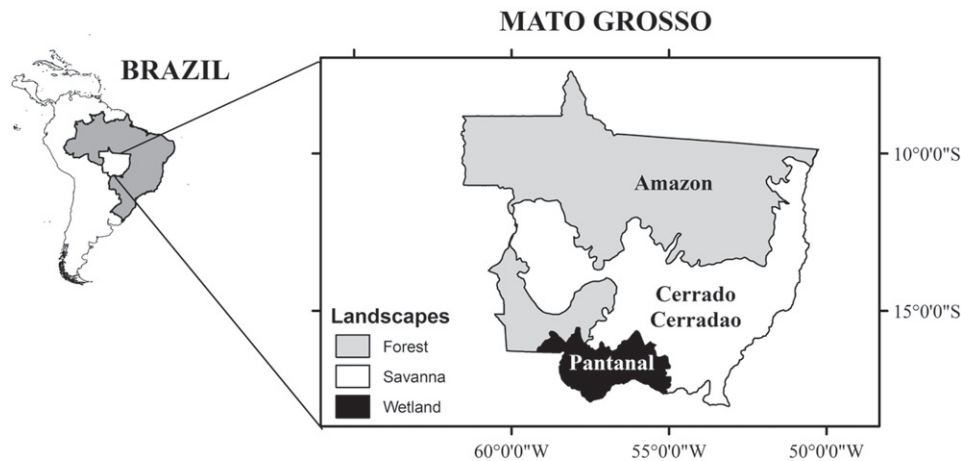 MATO GROSSO
BRAZIL
10°0'0"S
Amazon
Cerrado
Cerradao
15°0'0"S
Landscapes
Forest
Savanna
Wetland
Pantanal
60°0'0"W
55°0'0"W
50°0'0"W